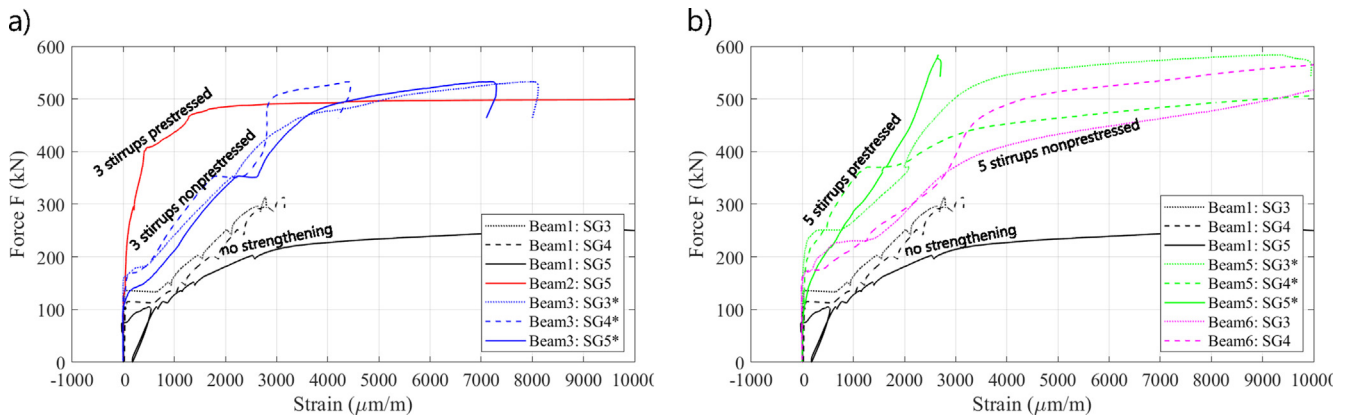 a)
600
500
400
300
200
100
0
Force F (kN)
3 stirrups prestressed
3 stirrups nonprestressed
no strengthening
Beam1: SG3
Beam1: SG4
Beam1: SG5
Beam2: SG5
Beam3: SG3*
Beam3: SG4*
Beam3: SG5*
-1000 0 1000 2000 3000 4000 5000 6000 7000 8000 9000 10000
Strain (μm/m)
b)
600
500
400
300
200
100
0
Force F (kN)
5 stirrups prestressed
5 stirrups nonprestressed
no strengthening
Beam1: SG3
Beam1: SG4
Beam1: SG5
Beam5: SG3*
Beam5: SG4*
Beam5: SG5*
Beam6: SG3
Beam6: SG4
-1000 0 1000 2000 3000 4000 5000 6000 7000 8000 9000 10000
Strain (μm/m)